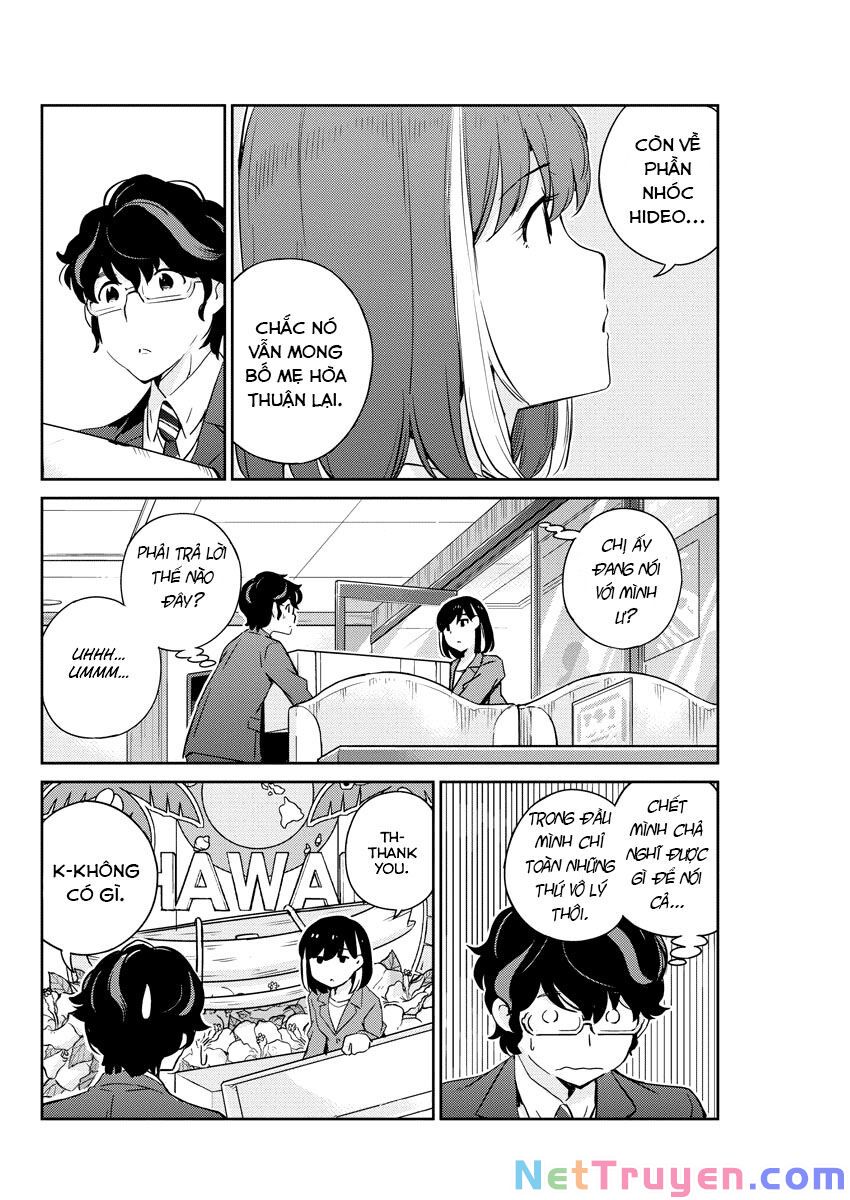 CÒN VỀ
PHẦN
NHÓC
HIDEO...
CHẮC NÓ
VẪN MONG
BỐ MẸ HÒA
THUẬN LẠI.
CHỊ ẤY
ĐANG NÓI
VỚI MÌNH
Ư?
PHẢI TRẢ LỜI
THẾ NÀO
ĐÂY?
UHHH...
UMMM...
CHẾT
MÌNH CHẢ
NGHĨ ĐƯỢC
GÌ ĐỂ NÓI
CẢ...
TRONG ĐẦU
MÌNH CHỈ
TOÀN NHỮNG
THỨ VÔ LÝ
THÔI.
TH-
THANK
YOU.
K-KHÔNG
CÓ GÌ.
HAWA
NetTruyen.com